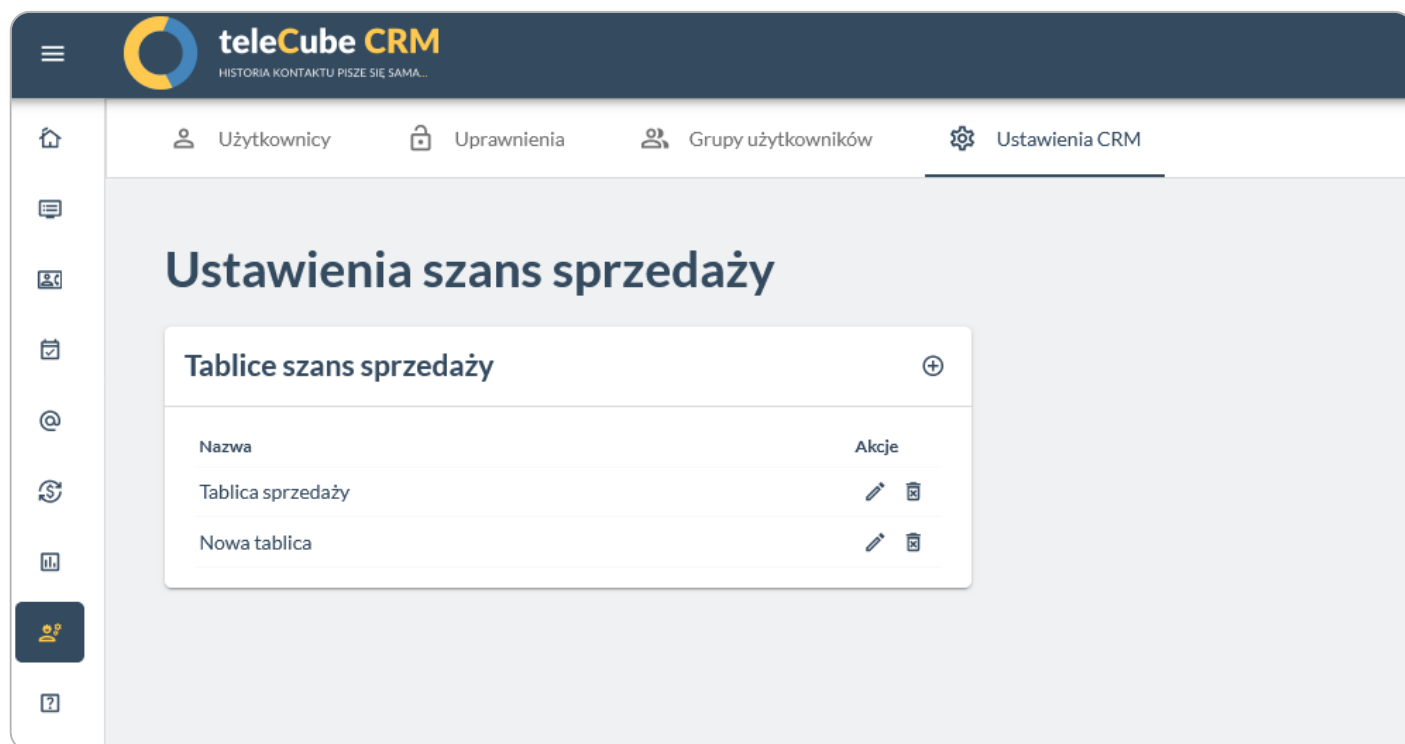 teleCube CRM
HISTORIA KONTAKTU PISZE SIĘ SAMA...
Użytkownicy Uprawnienia Grupy użytkowników Ustawienia CRM
Ustawienia szans sprzedaży
Tablice szans sprzedaży
Nazwa Akcje
Tablica sprzedaży
Nowa tablica